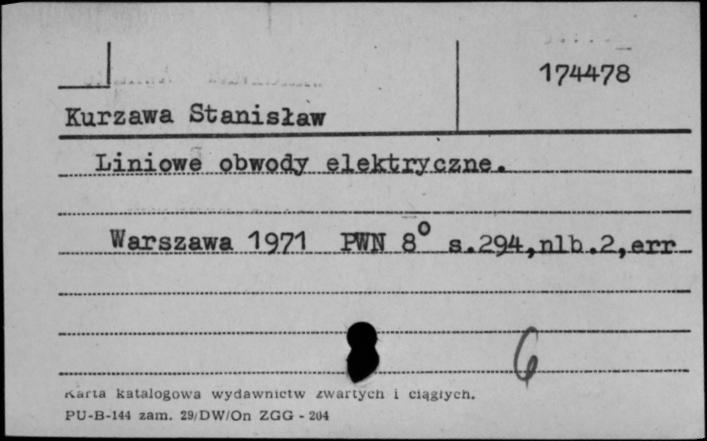 174478
Kurzawa Stanisław
Liniowe obwody elektryczne.
Warszawa 1971 PWN 8° s.294,nlb.2,err
6
Karta katalogowa wydawnictw zwartych i ciągłych.
PU-B-144 zam. 29/DW/On ZGG - 204